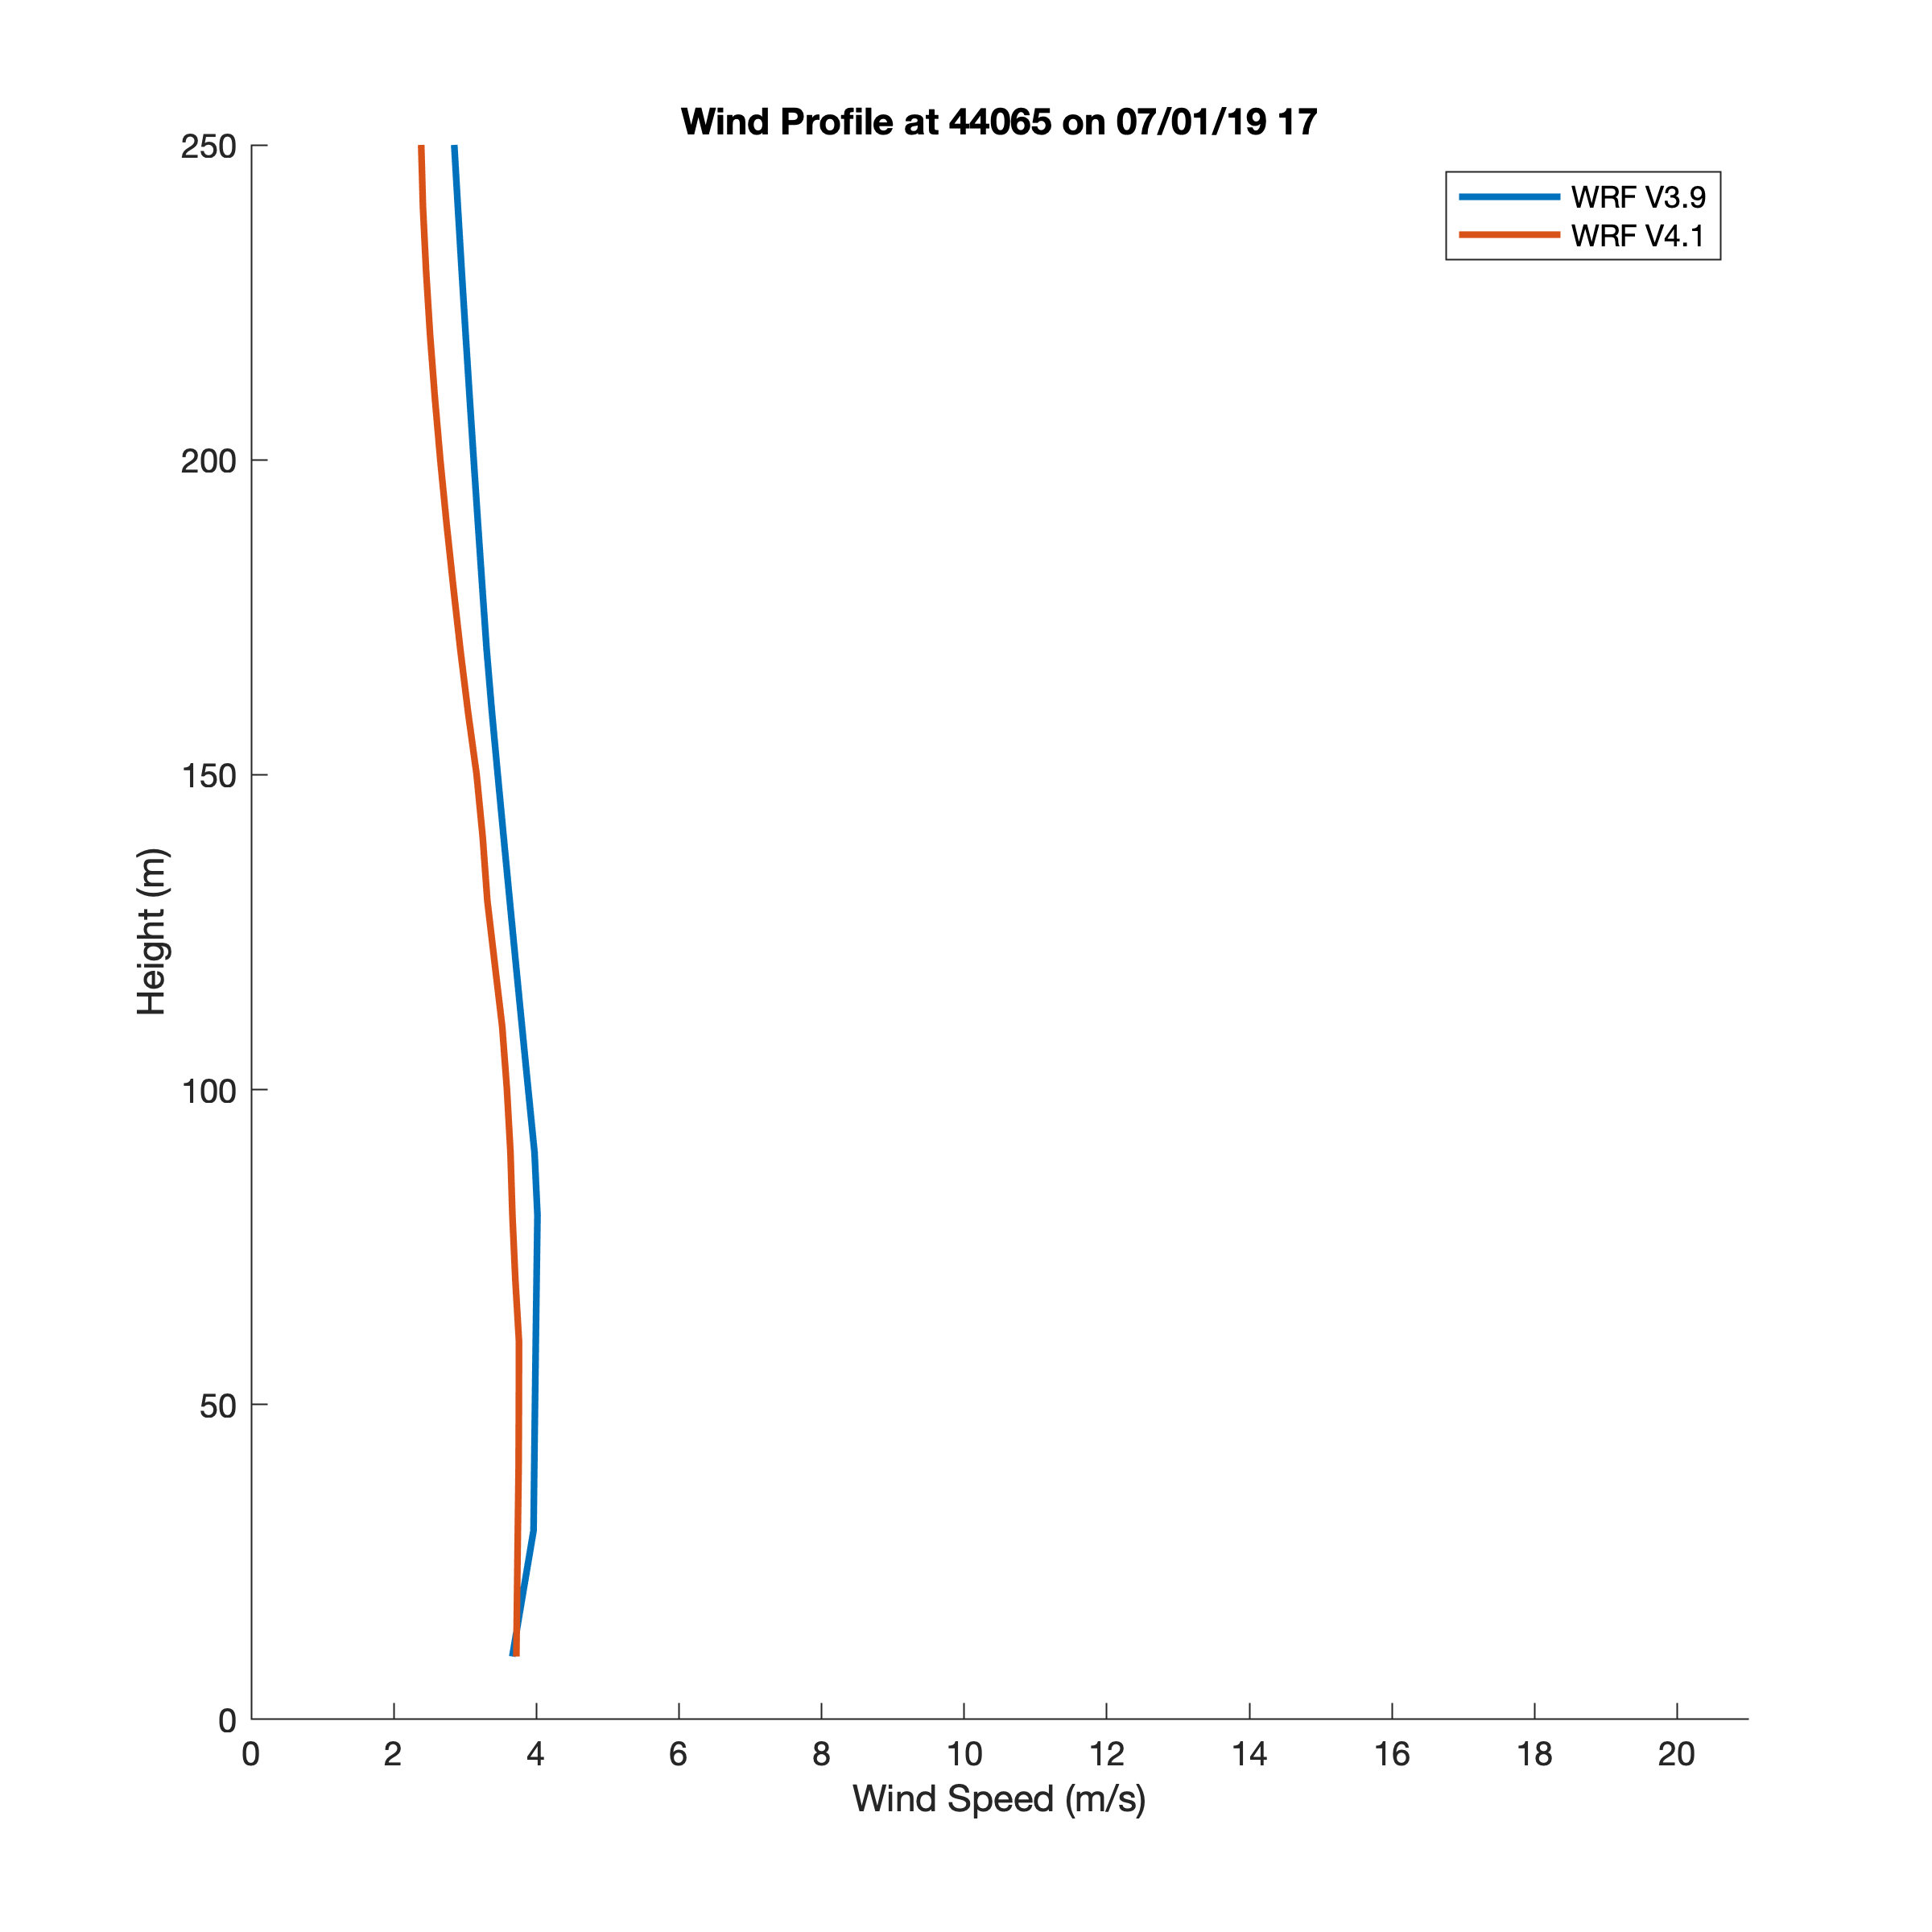 Wind Profile at 44065 on 07/01/19 17
WRF V3.9
WRF V4.1
250
200
150
100
50
0
Height (m)
0 2 4 6 8 10 12 14 16 18 20
Wind Speed (m/s)